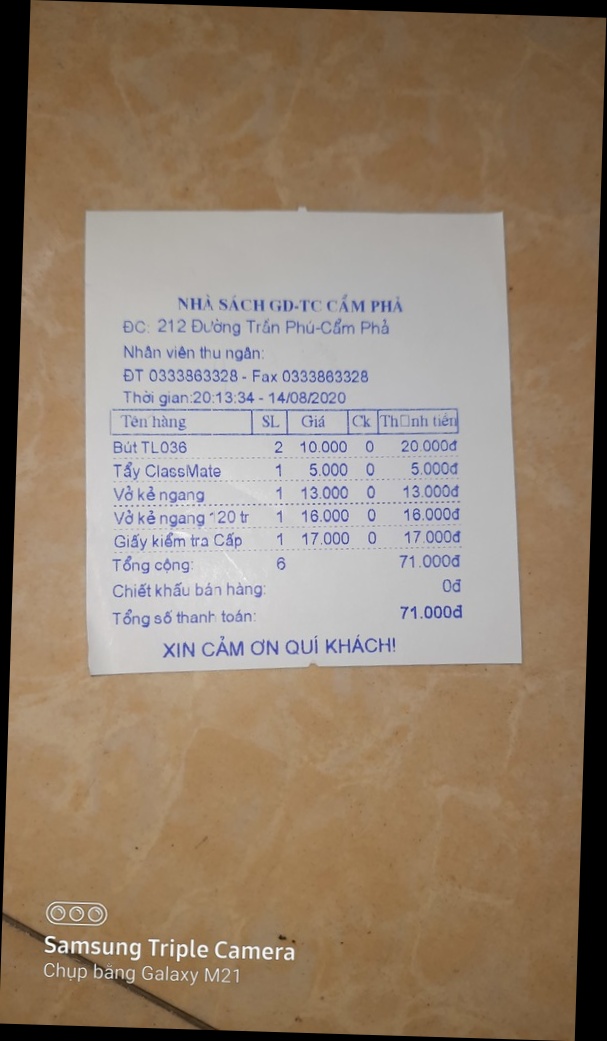 NHÀ SÁCH GD-TC CẨM PHẢ
ĐC: 212 Đường Trần Phú-Cẩm Phả
Nhân viên thu ngân:
ĐT 0333863328 - Fax 0333863328
Thời gian:20:13:34 - 14/08/2020
Tên hàng SL Giá Ck Th□nh tiền
Bút TL036 2 10.000 0 20.000đ
Tẩy ClassMate 1 5.000 0 5.000đ
Vở kẻ ngang 1 13.000 0 13.000đ
Vở kẻ ngang 120 tr 1 16.000 0 16.000đ
Giấy kiểm tra Cấp 1 17.000 0 17.000đ
Tổng cộng: 6 71.000đ
Chiết khấu bán hàng: 0đ
Tổng số thanh toán: 71.000đ
XIN CẢM ƠN QUÍ KHÁCH!
Samsung Triple Camera
Chụp bằng Galaxy M21